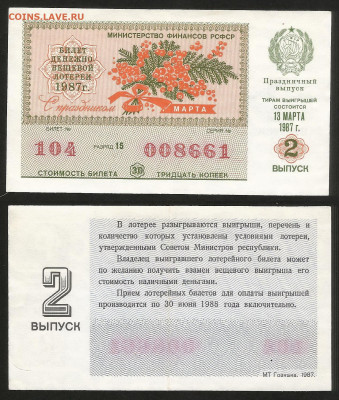 МОНЕТЫ
СОИНS.LAVE.RU
МИНИСТЕРСТВО ФИНАНСОВ РСФСР
БИЛЕТ
ДЕНЕЖНО-
ВЕЩЕВОЙ
ЛОТЕРЕИ
1987г.
С праздником 8 МАРТА
Праздничный
выпуск
ТИРАЖ ВЫИГРЫШЕЙ
СОСТОИТСЯ
13 МАРТА
1987 г.
БИЛЕТ №
СЕРИЯ №
104 РАЗРЯД 15 008661
2
ВЫПУСК
СТОИМОСТЬ БИЛЕТА 30 ТРИДЦАТЬ КОПЕЕК
2
ВЫПУСК
В лотерее разыгрываются выигрыши, перечень и
количество которых установлены условиями лотереи,
утвержденными Советом Министров республики.
Владелец выигравшего лотерейного билета может
по желанию получить взамен вещевого выигрыша его
стоимость наличными деньгами.
Прием лотерейных билетов для оплаты выигрышей
производится по 30 июня 1988 года включительно.
МТ Гознака. 1987.